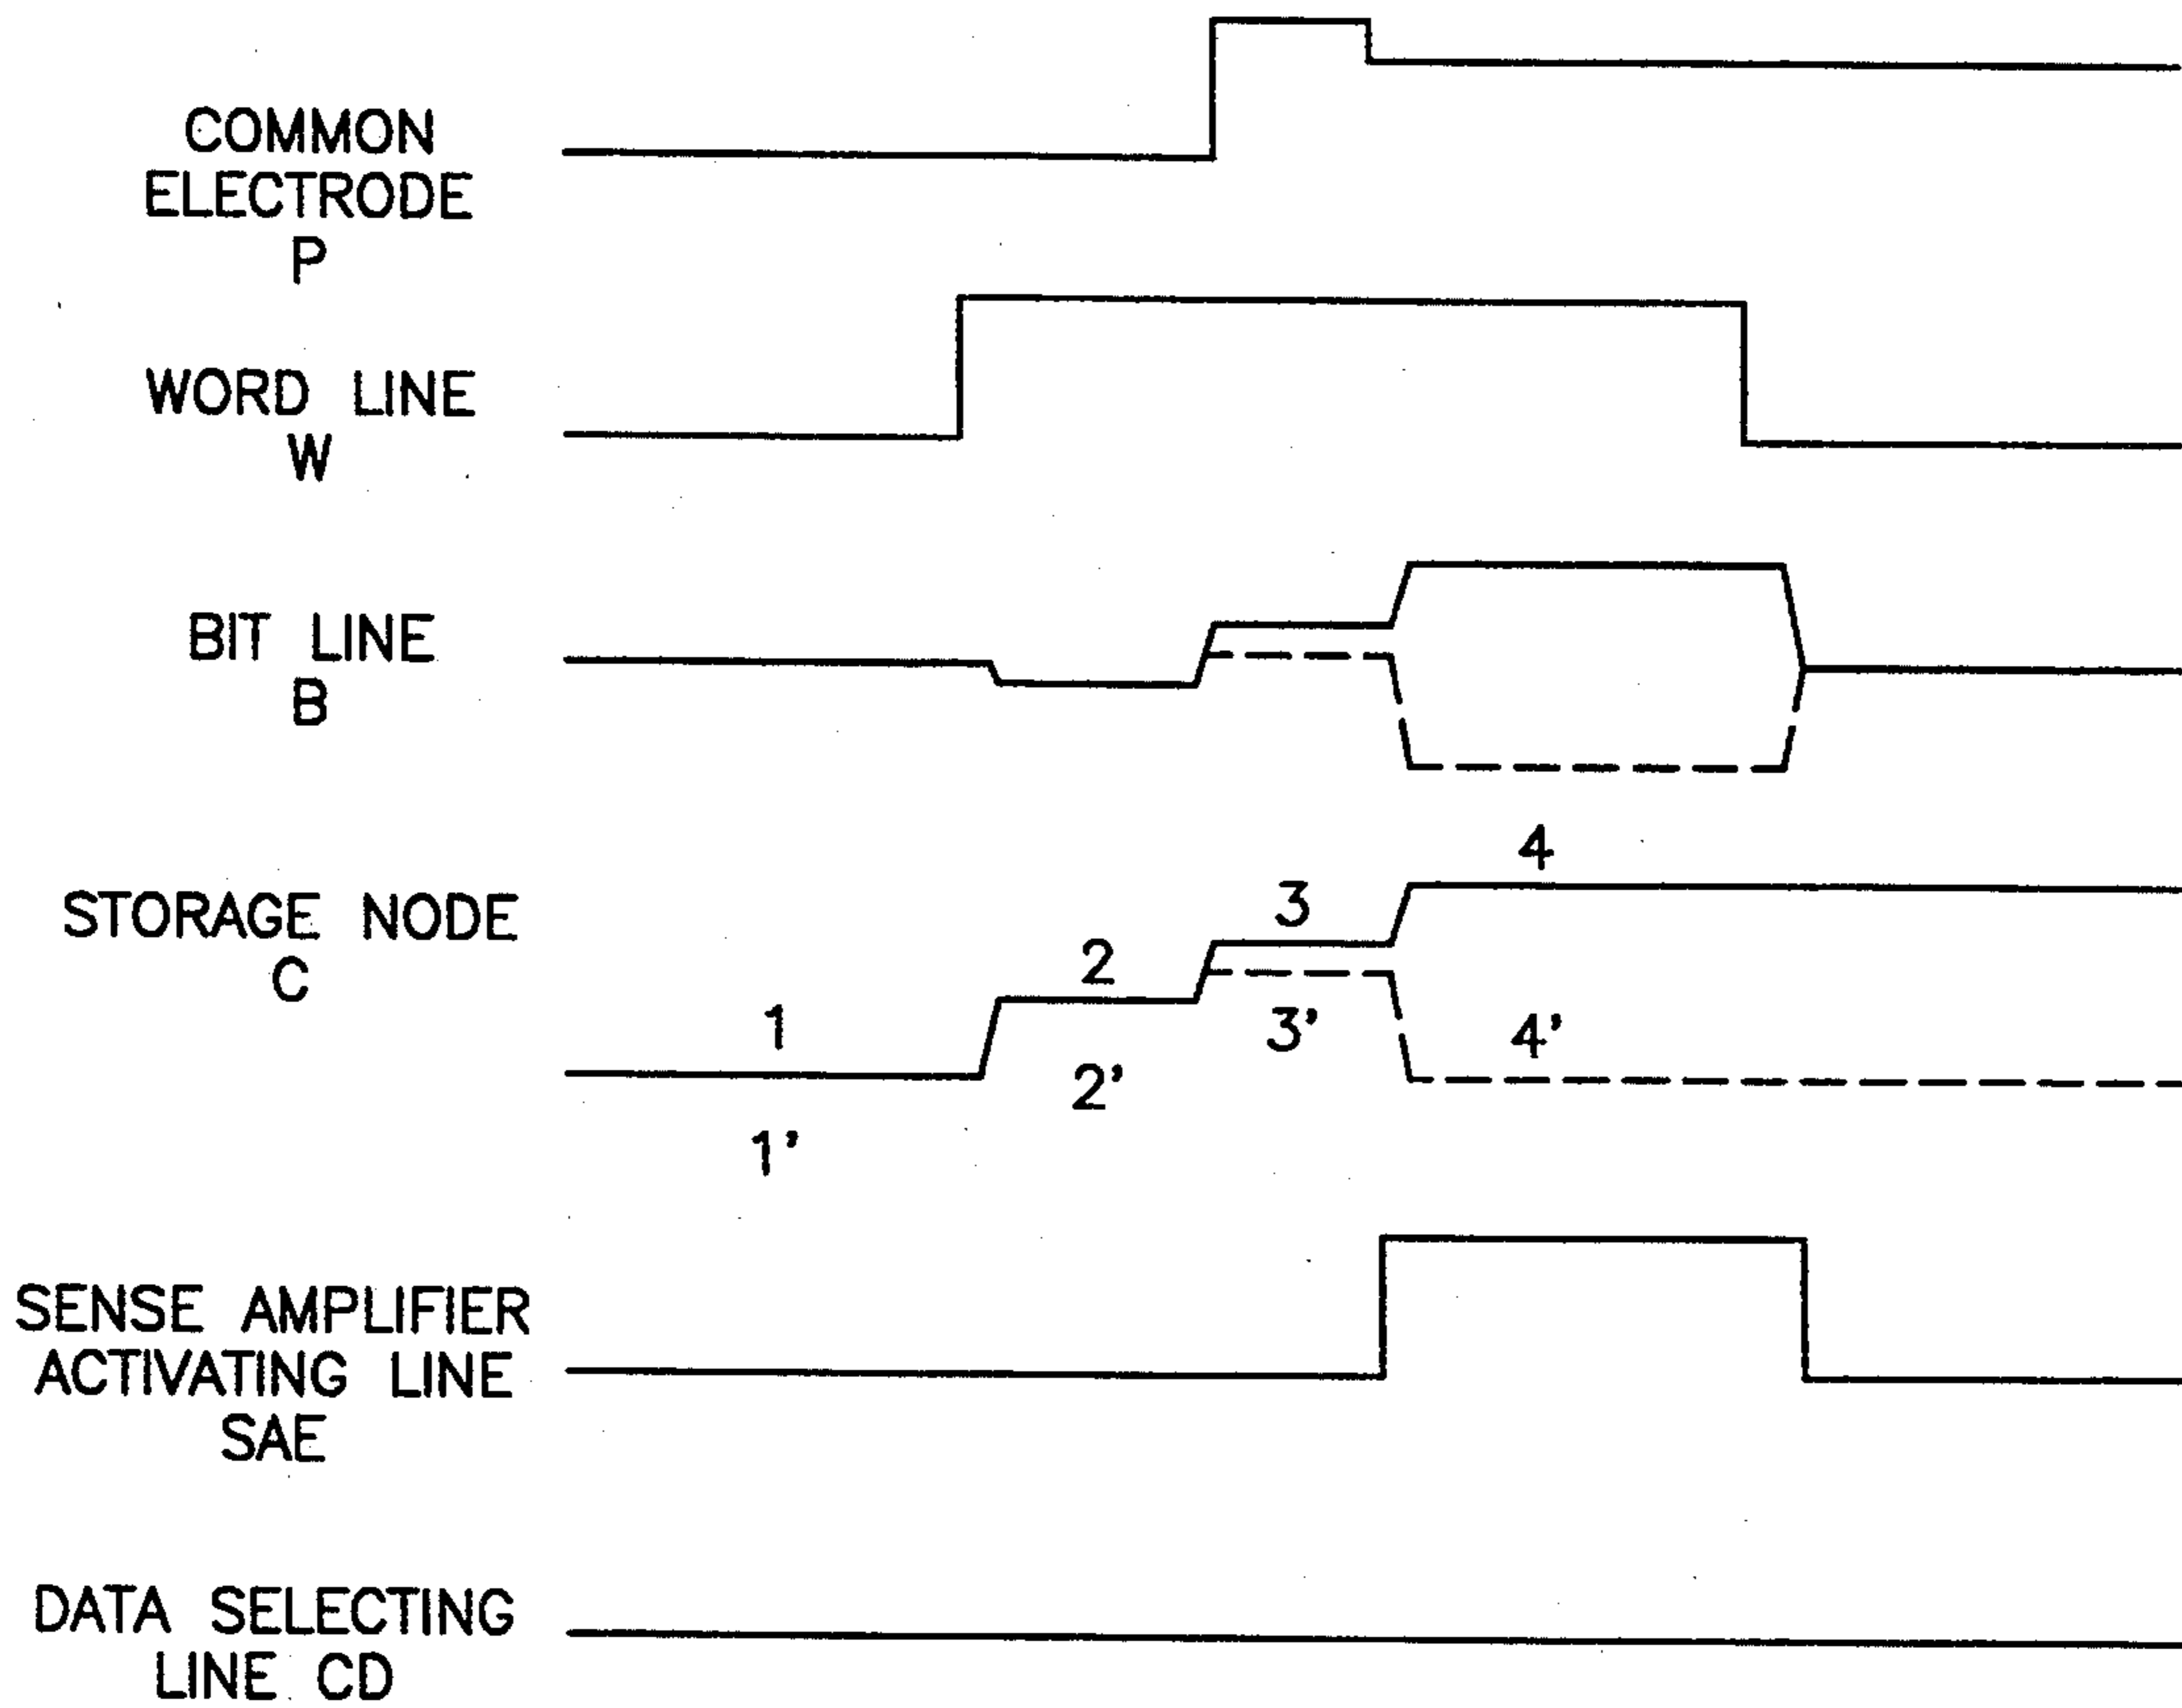 COMMON
ELECTRODE
P
WORD LINE
W
BIT LINE
B
STORAGE NODE
C
1
1'
2
2'
3
3'
4
4'
SENSE AMPLIFIER
ACTIVATING LINE
SAE
DATA SELECTING
LINE CD